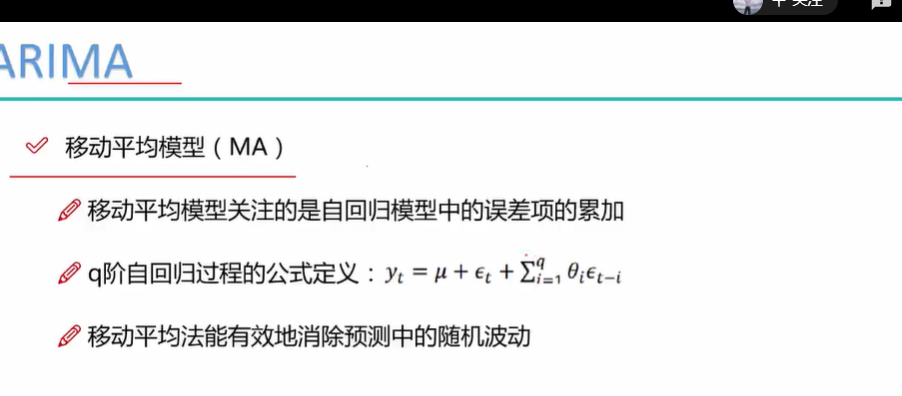 ARIMA
移动平均模型（MA）
移动平均模型关注的是自回归模型中的误差项的累加
q阶自回归过程的公式定义：yₜ = μ + ϵₜ + ∑ᵢ₌₁^q θᵢϵₜ₋ᵢ
移动平均法能有效地消除预测中的随机波动